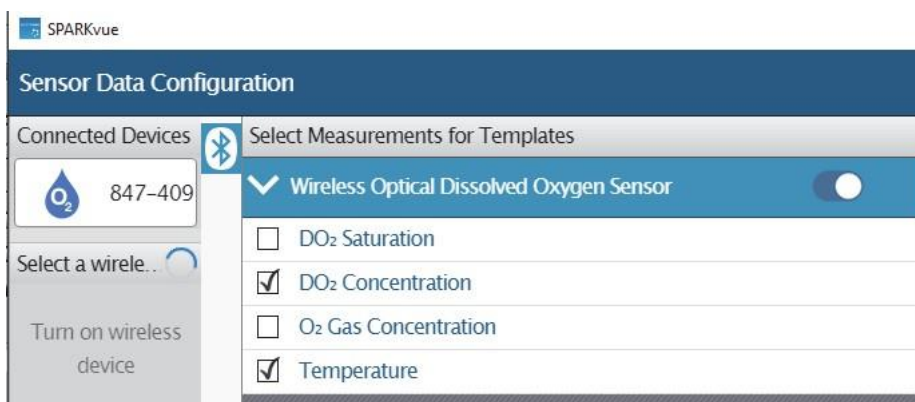 SPARKvue
Sensor Data Configuration
Connected Devices
O₂ 847-409
Select a wirele..
Turn on wireless
device
Select Measurements for Templates
Wireless Optical Dissolved Oxygen Sensor
DO₂ Saturation
DO₂ Concentration
O₂ Gas Concentration
Temperature